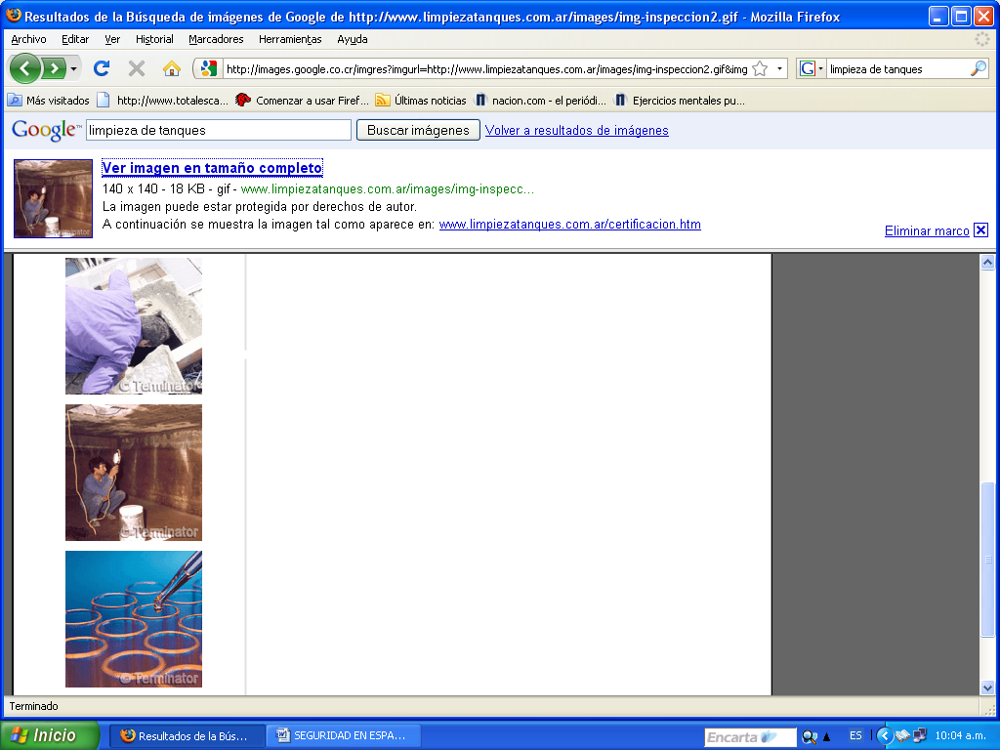 Resultados de la Búsqueda de imágenes de Google de http://www.limpiezatanques.com.ar/images/img-inspeccion2.gif - Mozilla Firefox
Archivo Editar Ver Historial Marcadores Herramientas Ayuda
http://images.google.co.cr/imgres?imgurl=http://www.limpiezatanques.com.ar/images/img-inspeccion2.gif&img
limpieza de tanques
Más visitados http://www.totalesca... Comenzar a usar Firef... Últimas noticias nacion.com - el periódi... Ejercicios mentales pu...
Google™ limpieza de tanques Buscar imágenes Volver a resultados de imágenes
Ver imagen en tamaño completo
140 x 140 - 18 KB - gif - www.limpiezatanques.com.ar/images/img-inspecc...
La imagen puede estar protegida por derechos de autor.
A continuación se muestra la imagen tal como aparece en: www.limpiezatanques.com.ar/certificacion.htm
Eliminar marco
© Terminator
© Terminator
© Terminator
Terminado
Inicio Resultados de la Bús... SEGURIDAD EN ESPA... Encarta ES 10:04 a.m.